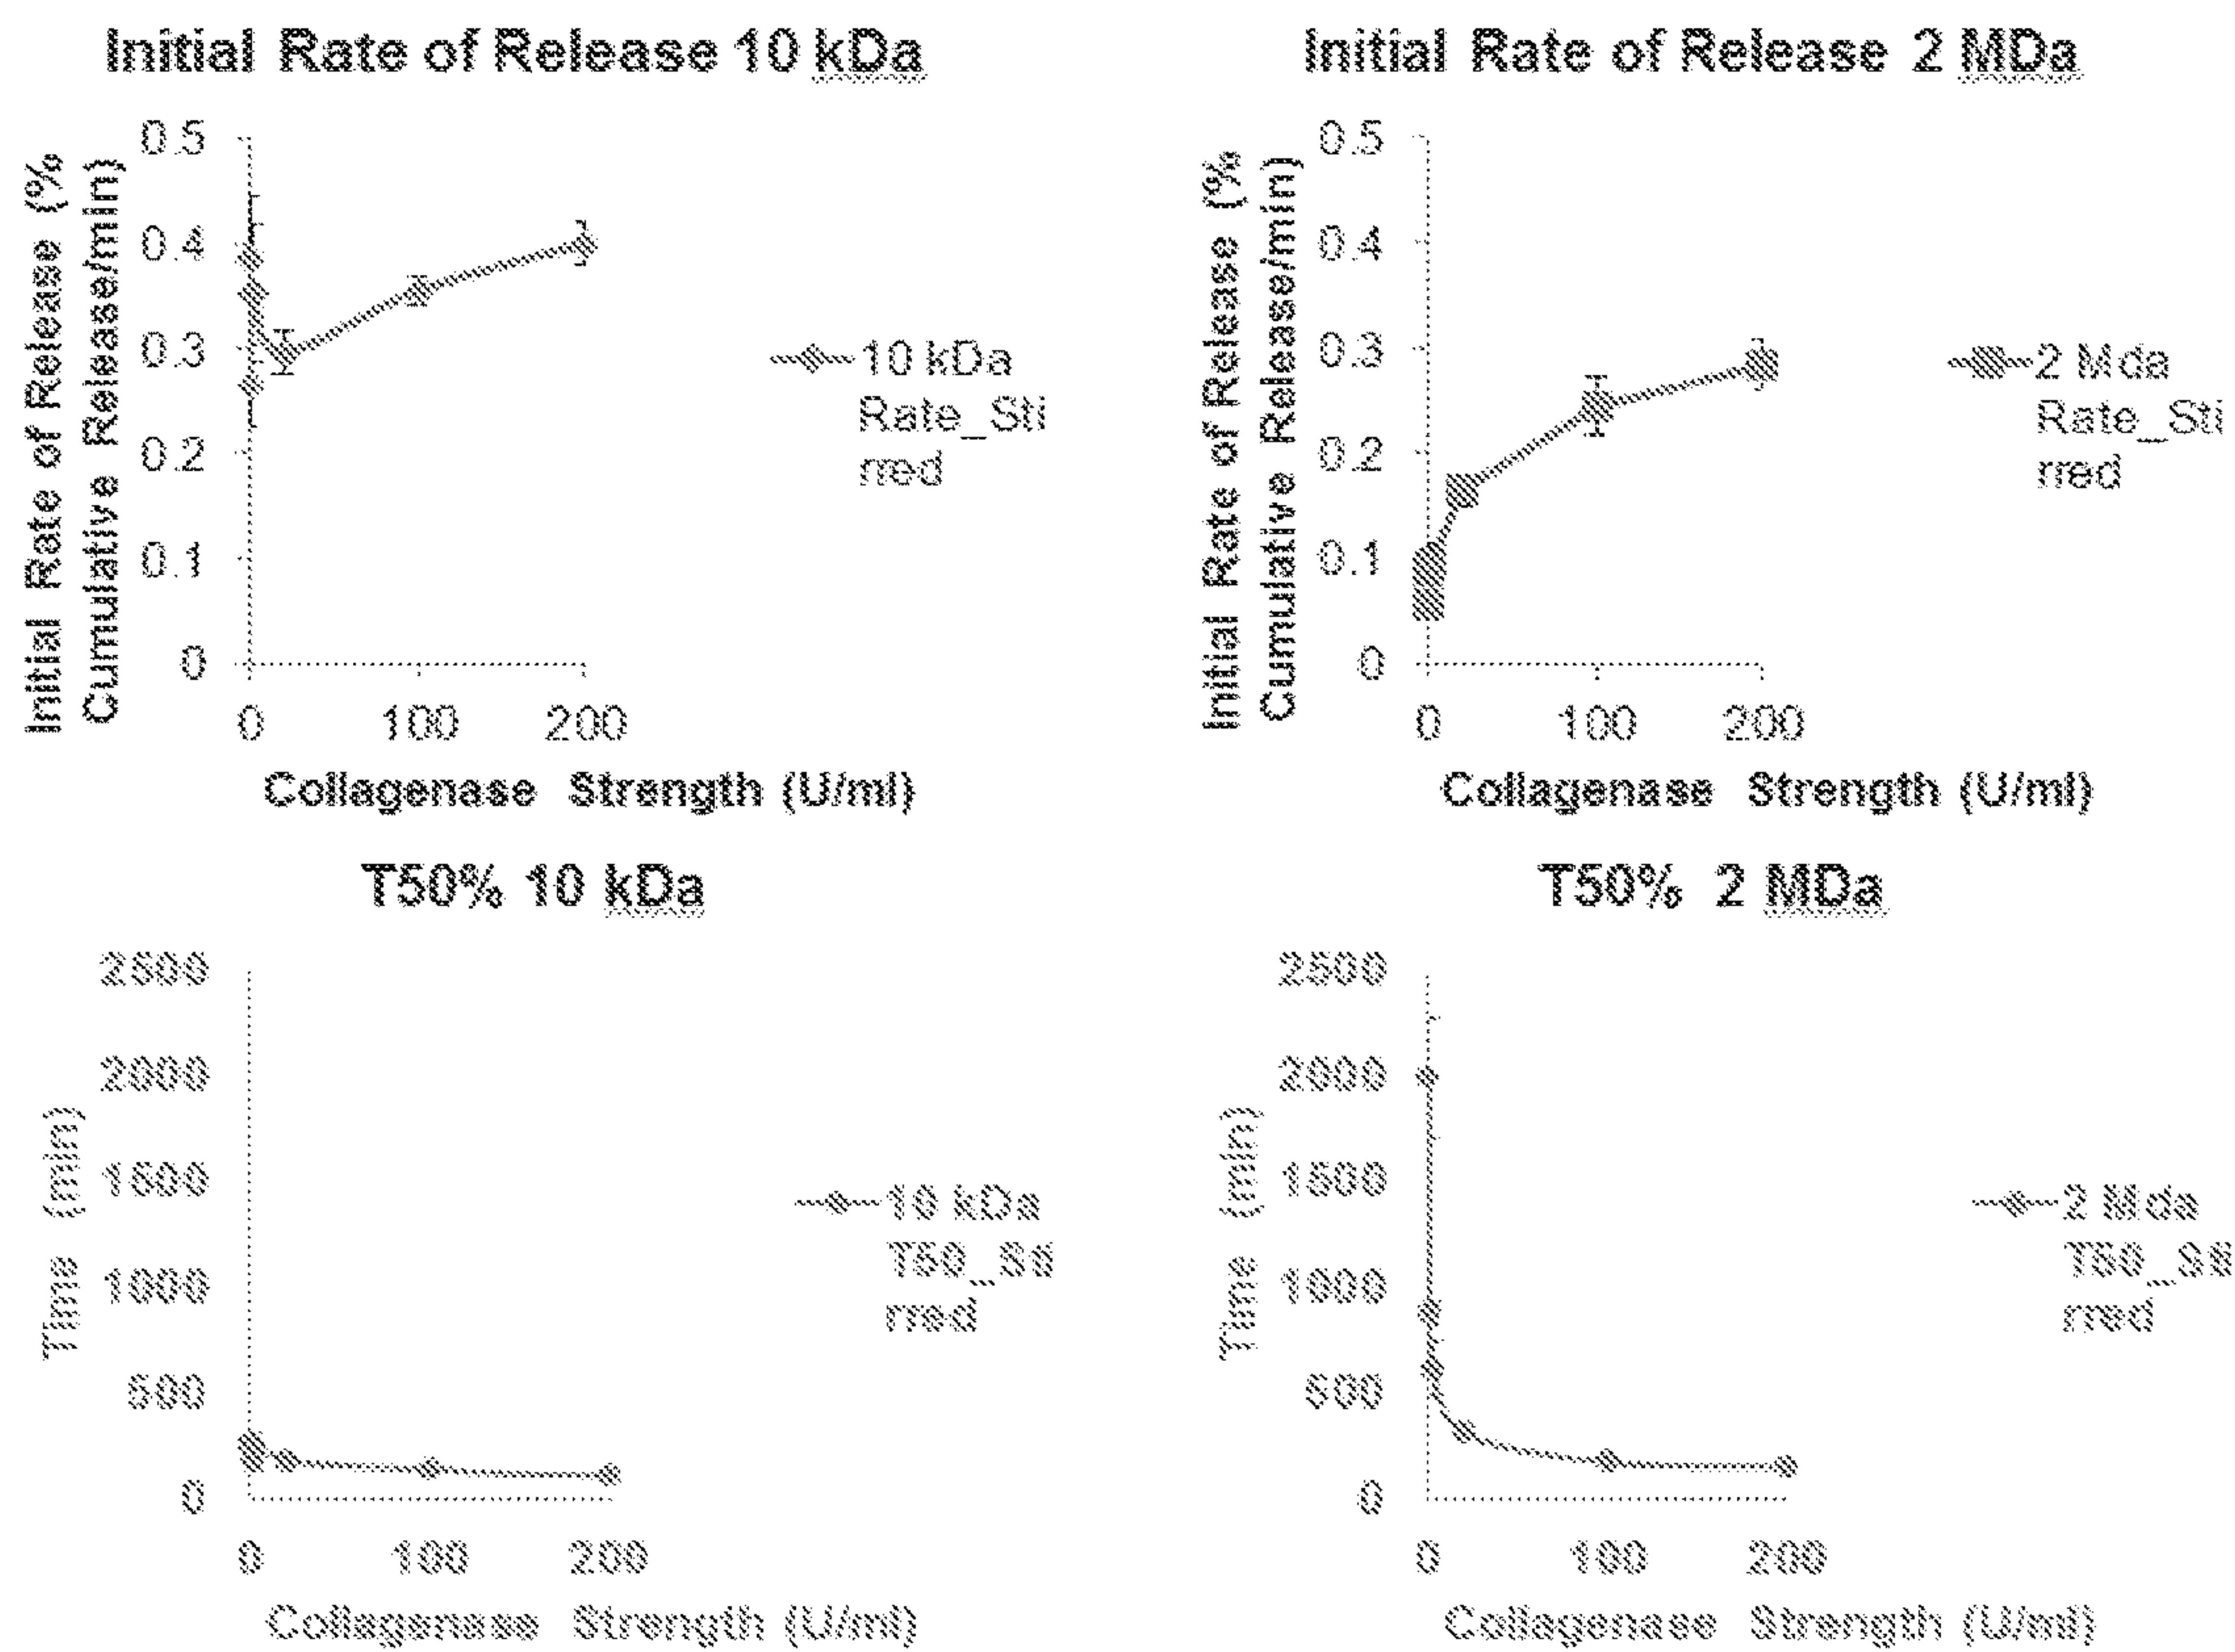 Initial Rate of Release 10 kDa
Initial Rate of Release (%
Cumulative Release/min)
0.5
0.4
0.3
0.2
0.1
0
0 100 200
Collagenase Strength (U/ml)
10 kDa
Rate_Sti
rred
Initial Rate of Release 2 MDa
Initial Rate of Release (%
Cumulative Release/min)
0.5
0.4
0.3
0.2
0.1
0
0 100 200
Collagenase Strength (U/ml)
2 Mda
Rate_Sti
rred
T50% 10 kDa
Time (min)
2500
2000
1500
1000
500
0
0 100 200
Collagenase Strength (U/ml)
10 kDa
T50_Sti
rred
T50% 2 MDa
Time (min)
2500
2000
1500
1000
500
0
0 100 200
Collagenase Strength (U/ml)
2 Mda
T50_Sti
rred